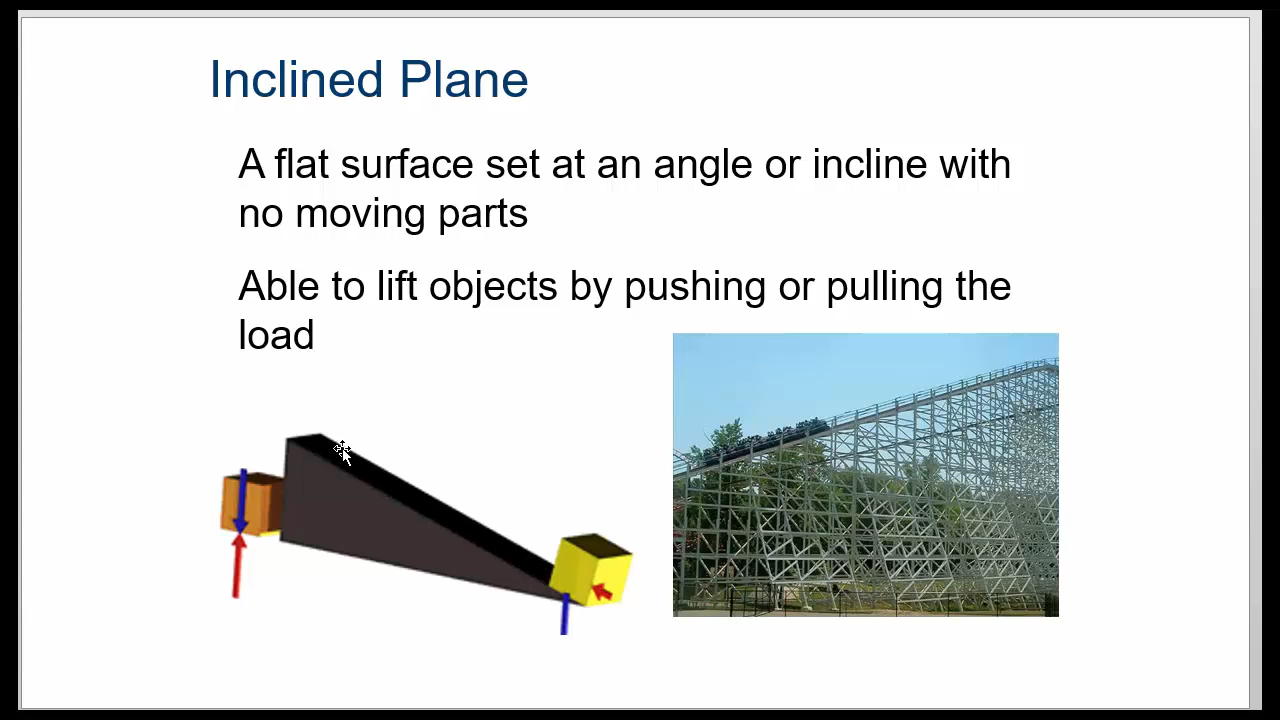 Inclined Plane
A flat surface set at an angle or incline with
no moving parts
Able to lift objects by pushing or pulling the
load